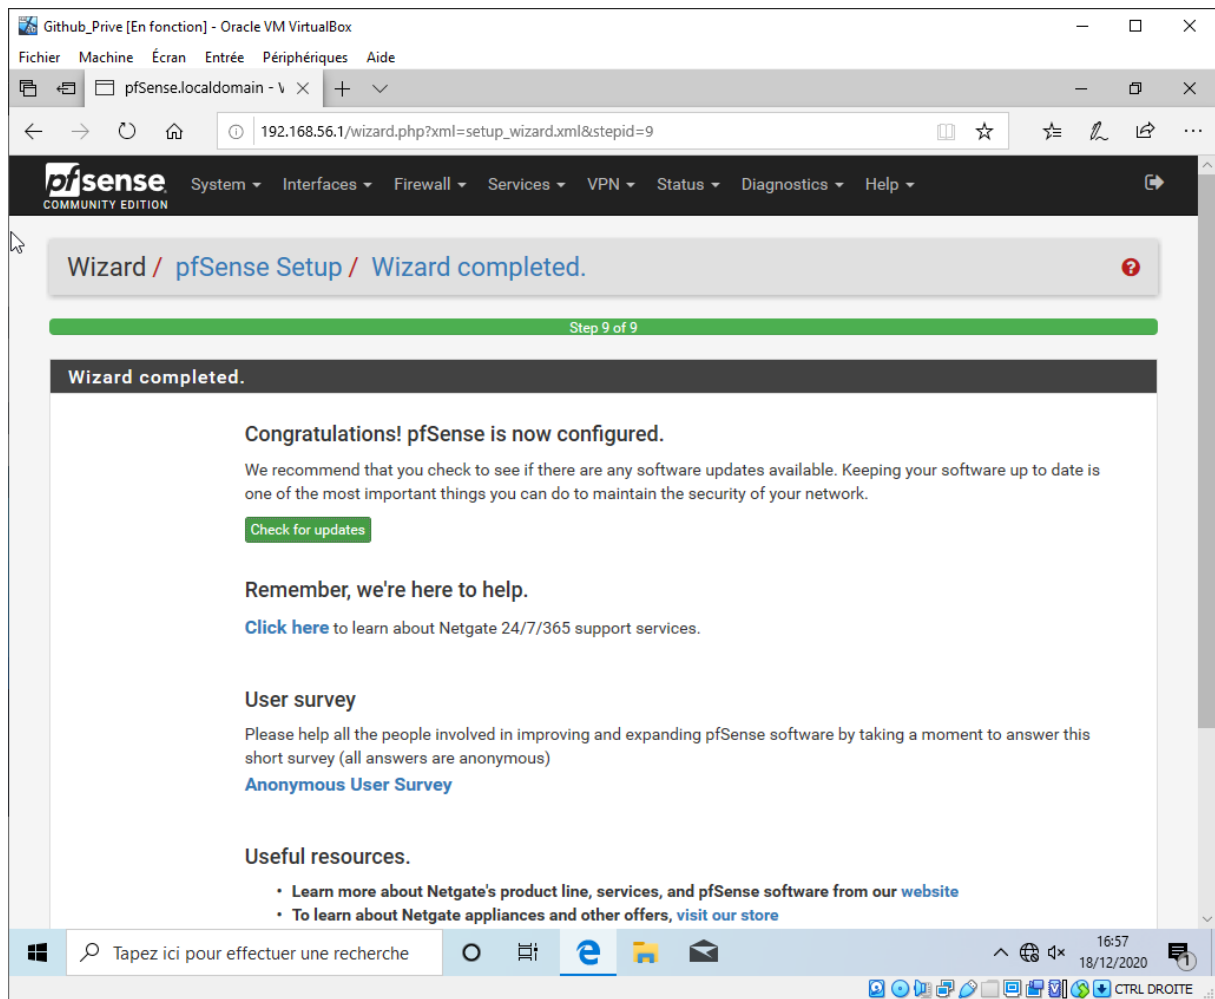 Github_Prive [En fonction] - Oracle VM VirtualBox
Fichier Machine Écran Entrée Périphériques Aide
pfSense.localdomain -
192.168.56.1/wizard.php?xml=setup_wizard.xml&stepid=9
pfsense
COMMUNITY EDITION
System Interfaces Firewall Services VPN Status Diagnostics Help
Wizard / pfSense Setup / Wizard completed.
Step 9 of 9
Wizard completed.
Congratulations! pfSense is now configured.
We recommend that you check to see if there are any software updates available. Keeping your software up to date is
one of the most important things you can do to maintain the security of your network.
Check for updates
Remember, we're here to help.
Click here to learn about Netgate 24/7/365 support services.
User survey
Please help all the people involved in improving and expanding pfSense software by taking a moment to answer this
short survey (all answers are anonymous)
Anonymous User Survey
Useful resources.
• Learn more about Netgate's product line, services, and pfSense software from our website
• To learn about Netgate appliances and other offers, visit our store
Tapez ici pour effectuer une recherche
16:57
18/12/2020
1
CTRL DROITE